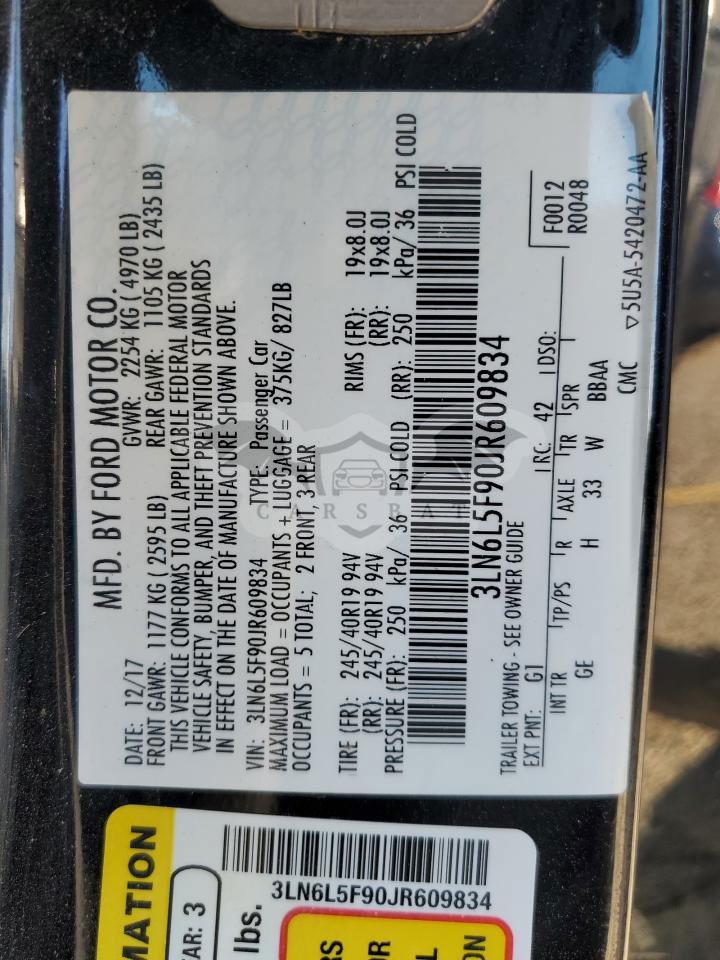 MFD. BY FORD MOTOR CO.
DATE: 12/17 GVWR: 2254 KG ( 4970 LB)
FRONT GAWR: 1177 KG ( 2595 LB) REAR GAWR: 1105 KG ( 2435 LB)
THIS VEHICLE CONFORMS TO ALL APPLICABLE FEDERAL MOTOR
VEHICLE SAFETY, BUMPER, AND THEFT PREVENTION STANDARDS
IN EFFECT ON THE DATE OF MANUFACTURE SHOWN ABOVE.
VIN: 3LN6L5F90JR609834 TYPE: Passenger Car
MAXIMUM LOAD = OCCUPANTS + LUGGAGE = 375KG/ 827LB
OCCUPANTS = 5 TOTAL; 2 FRONT, 3 REAR
TIRE (FR): 245/40R19 94V RIMS (FR): 19x8.0J
(RR): 245/40R19 94V (RR): 19x8.0J
PRESSURE (FR): 250 kPa/ 36 PSI COLD (RR): 250 kPa/ 36 PSI COLD
3LN6L5F90JR609834
TRAILER TOWING - SEE OWNER GUIDE
EXT PNT: G1 RC: 42 DSO: F0012
R0048
INT TR TP/PS R AXLE TR SPR
GE H 33 W BBAA
CMC ▽5U5A-5420472-AA
CARSBAT
MATION
AR: 3
lbs.
3LN6L5F90JR609834
RS
OR
L
ON